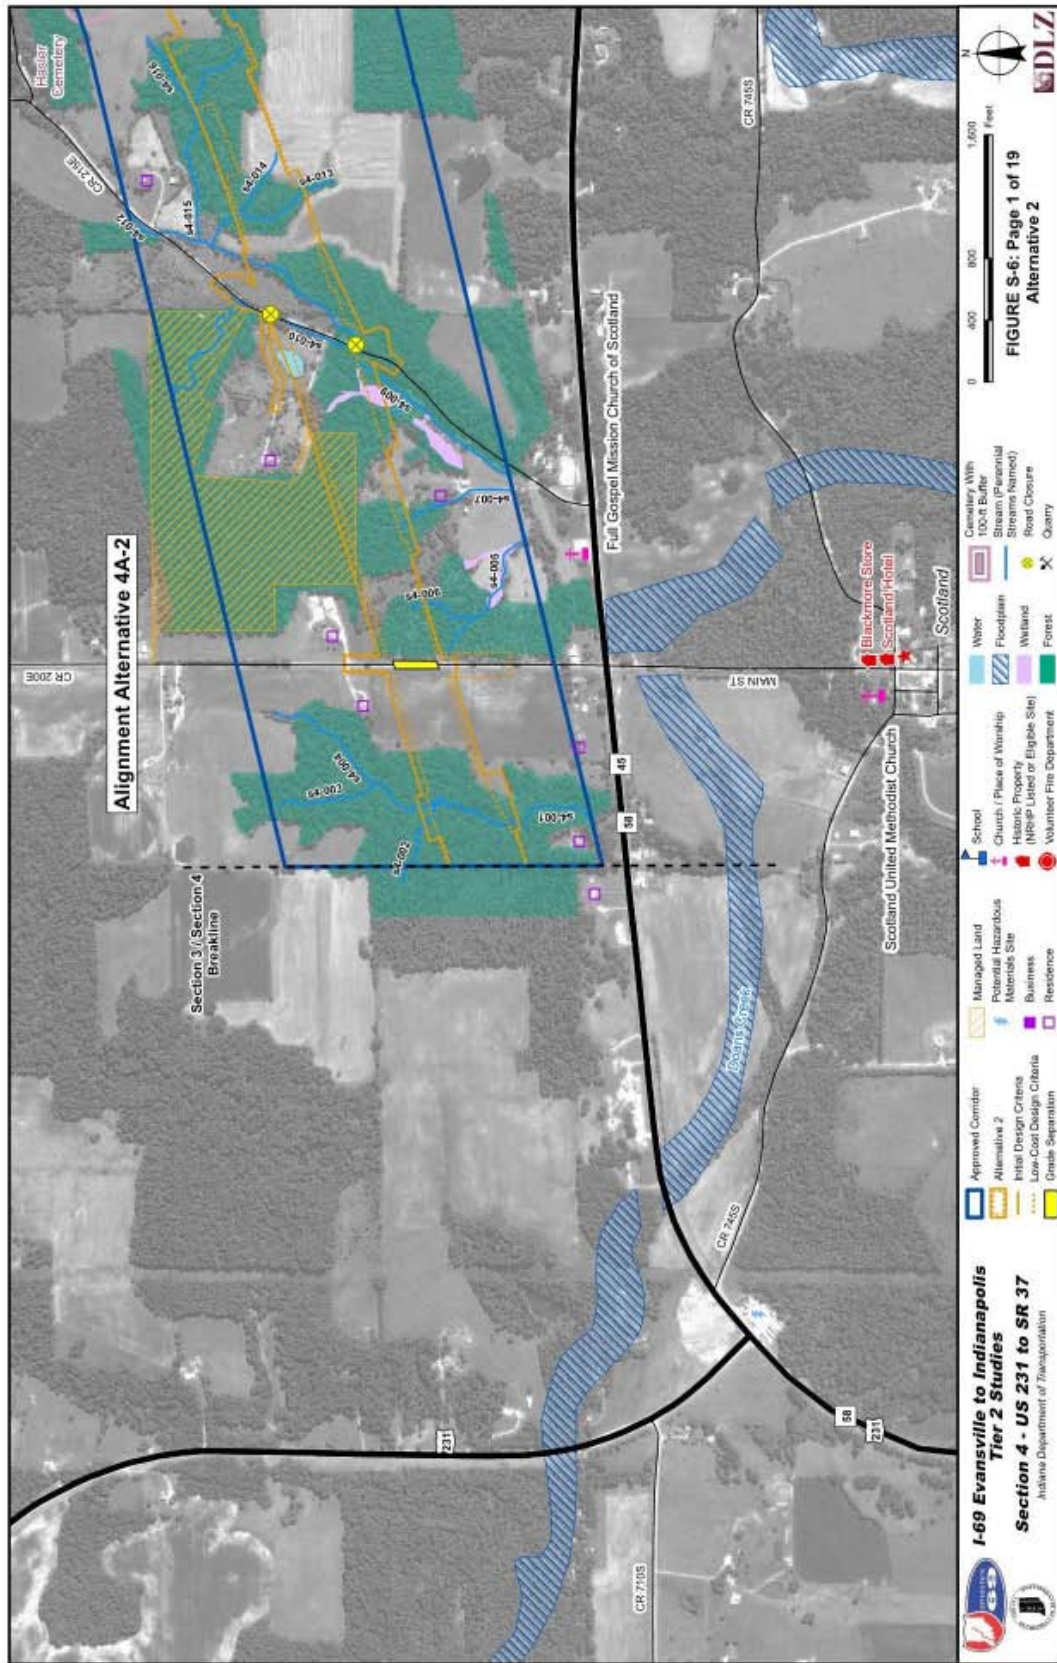 Hasler
Cemetery
CR 215E
s4-016
s4-012
s4-015
s4-014
s4-013
s4-010
s4-009
Alignment Alternative 4A-2
CR 200E
s4-007
s4-005
s4-006
s4-004
s4-003
s4-002
s4-001
Section 3 / Section 4
Breakline
Full Gospel Mission Church of Scotland
CR 745S
MAIN ST
45
58
Blackmore Store
Scotland Hotel
Scotland
Scotland United Methodist Church
Doans Creek
CR 745S
231
58
231
CR 710S
I-69 Evansville to Indianapolis
Tier 2 Studies
Section 4 - US 231 to SR 37
Indiana Department of Transportation
69
Approved Corridor
Alternative 2
Initial Design Criteria
Low-Cost Design Criteria
Grade Separation
Managed Land
Potential Hazardous
Materials Site
Business
Residence
School
Church / Place of Worship
Historic Property
(NRHP Listed or Eligible Site)
Volunteer Fire Department
Water
Floodplain
Wetland
Forest
Cemetery With
100-ft Buffer
Stream (Perennial
Streams Named)
Road Closure
Quarry
0 400 800 1,600
Feet
FIGURE S-6: Page 1 of 19
Alternative 2
N
DLZ